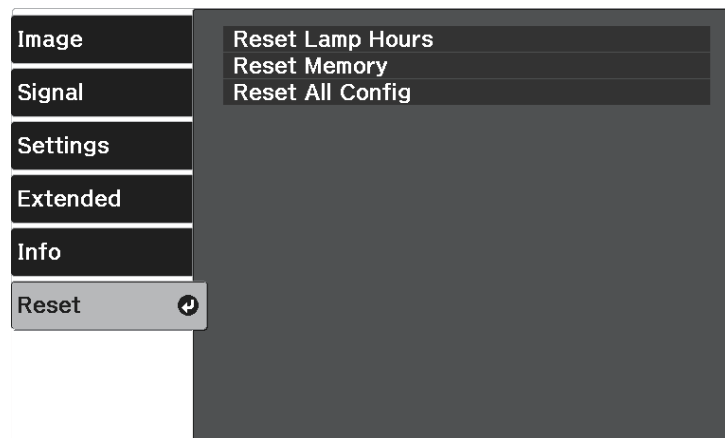 Image
Signal
Settings
Extended
Info
Reset
Reset Lamp Hours
Reset Memory
Reset All Config